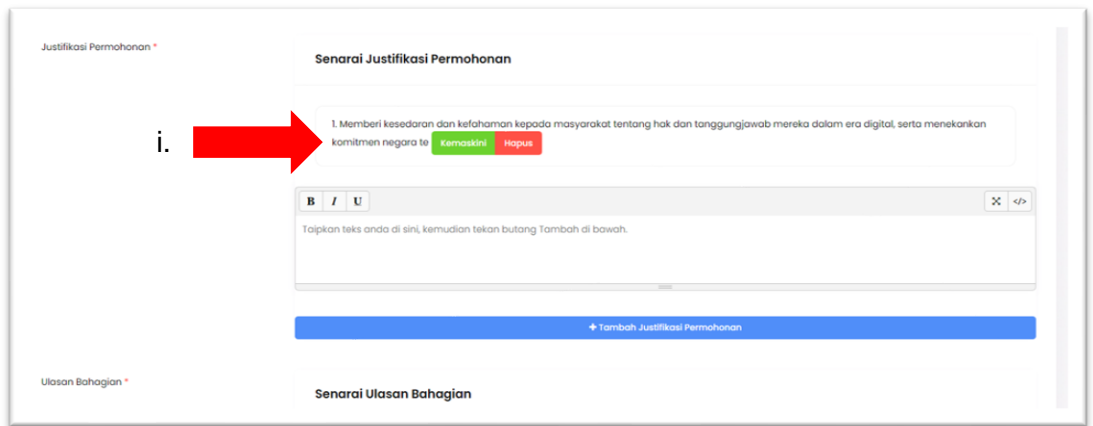 Justifikasi Permohonan *
Senarai Justifikasi Permohonan
i.
1. Memberi kesedaran dan kefahaman kepada masyarakat tentang hak dan tanggungjawab mereka dalam era digital, serta menekankan
komitmen negara te Kemaskini Hapus
B I U </>
Taipkan teks anda di sini, kemudian tekan butang Tambah di bawah.
+ Tambah Justifikasi Permohonan
Ulasan Bahagian *
Senarai Ulasan Bahagian